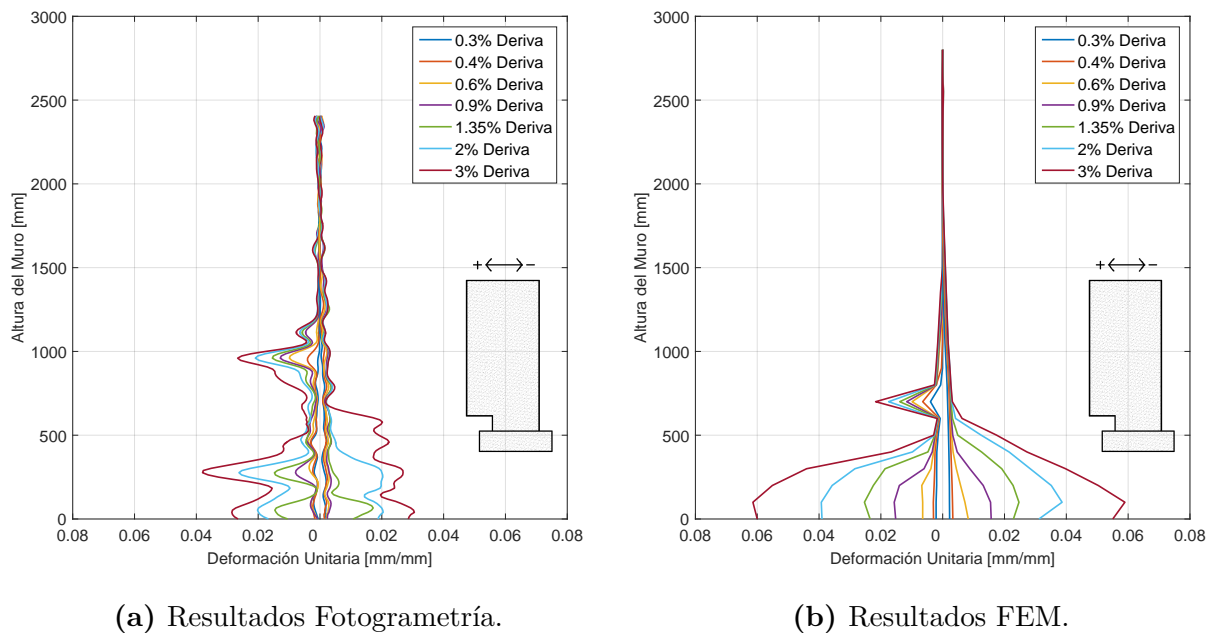 3000
2500
2000
1500
1000
500
0
Altura del Muro [mm]
0.08 0.06 0.04 0.02 0 0.02 0.04 0.06 0.08
Deformación Unitaria [mm/mm]
0.3% Deriva
0.4% Deriva
0.6% Deriva
0.9% Deriva
1.35% Deriva
2% Deriva
3% Deriva
+ −
(a) Resultados Fotogrametría.
3000
2500
2000
1500
1000
500
0
Altura del Muro [mm]
0.08 0.06 0.04 0.02 0 0.02 0.04 0.06 0.08
Deformación Unitaria [mm/mm]
0.3% Deriva
0.4% Deriva
0.6% Deriva
0.9% Deriva
1.35% Deriva
2% Deriva
3% Deriva
+ −
(b) Resultados FEM.